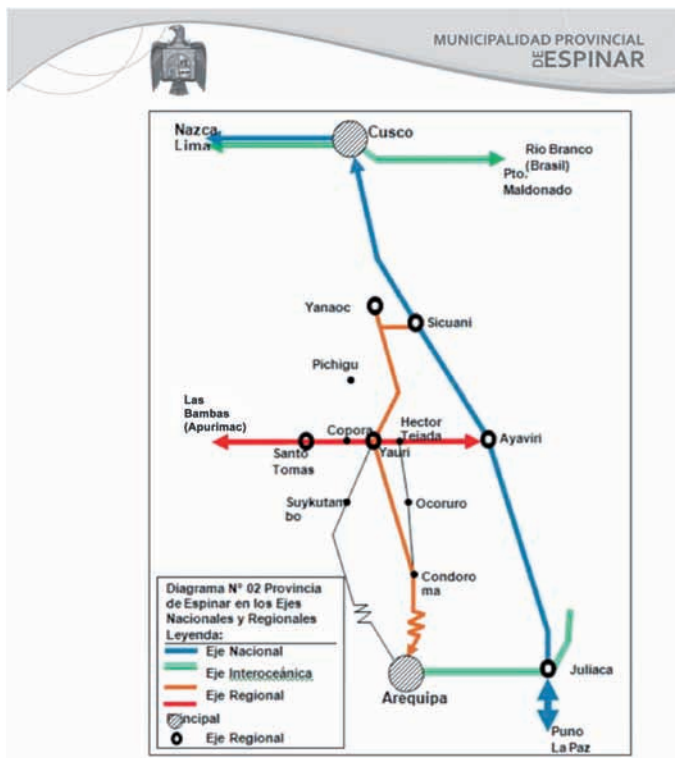 MUNICIPALIDAD PROVINCIAL
DE ESPINAR
Nazca,
Lima
Cusco
Rio Branco
(Brasil)
Pto.
Maldonado
Yanaoc
Sicuani
Pichigu
Las
Bambas
(Apurimac)
Copora
Hector
Tejada
Ayaviri
Santo
Tomas
Yauri
Suykutam
bo
Ocoruro
Condoro
ma
Diagrama N° 02 Provincia
de Espinar en los Ejes
Nacionales y Regionales
Leyenda:
Eje Nacional
Eje Interoceánica
Eje Regional
Principal
Eje Regional
Arequipa
Juliaca
Puno
La Paz